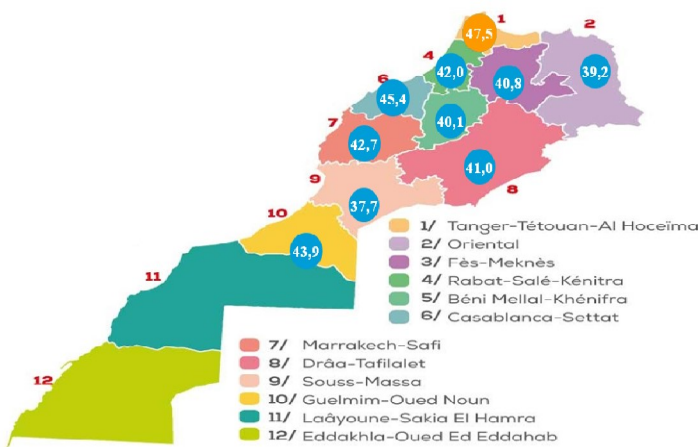 1
2
47,5
4
42,0
39,2
6
40,8
45,4
40,1
7
42,7
41,0
9
8
37,7
10
43,9
11
12
1/ Tanger-Tétouan-Al Hoceïma
2/ Oriental
3/ Fès-Meknès
4/ Rabat-Salé-Kénitra
5/ Béni Mellal-Khénifra
6/ Casablanca-Settat
7/ Marrakech-Safi
8/ Drâa-Tafilalet
9/ Souss-Massa
10/ Guelmim-Oued Noun
11/ Laâyoune-Sakia El Hamra
12/ Eddakhla-Oued Ed Eddahab